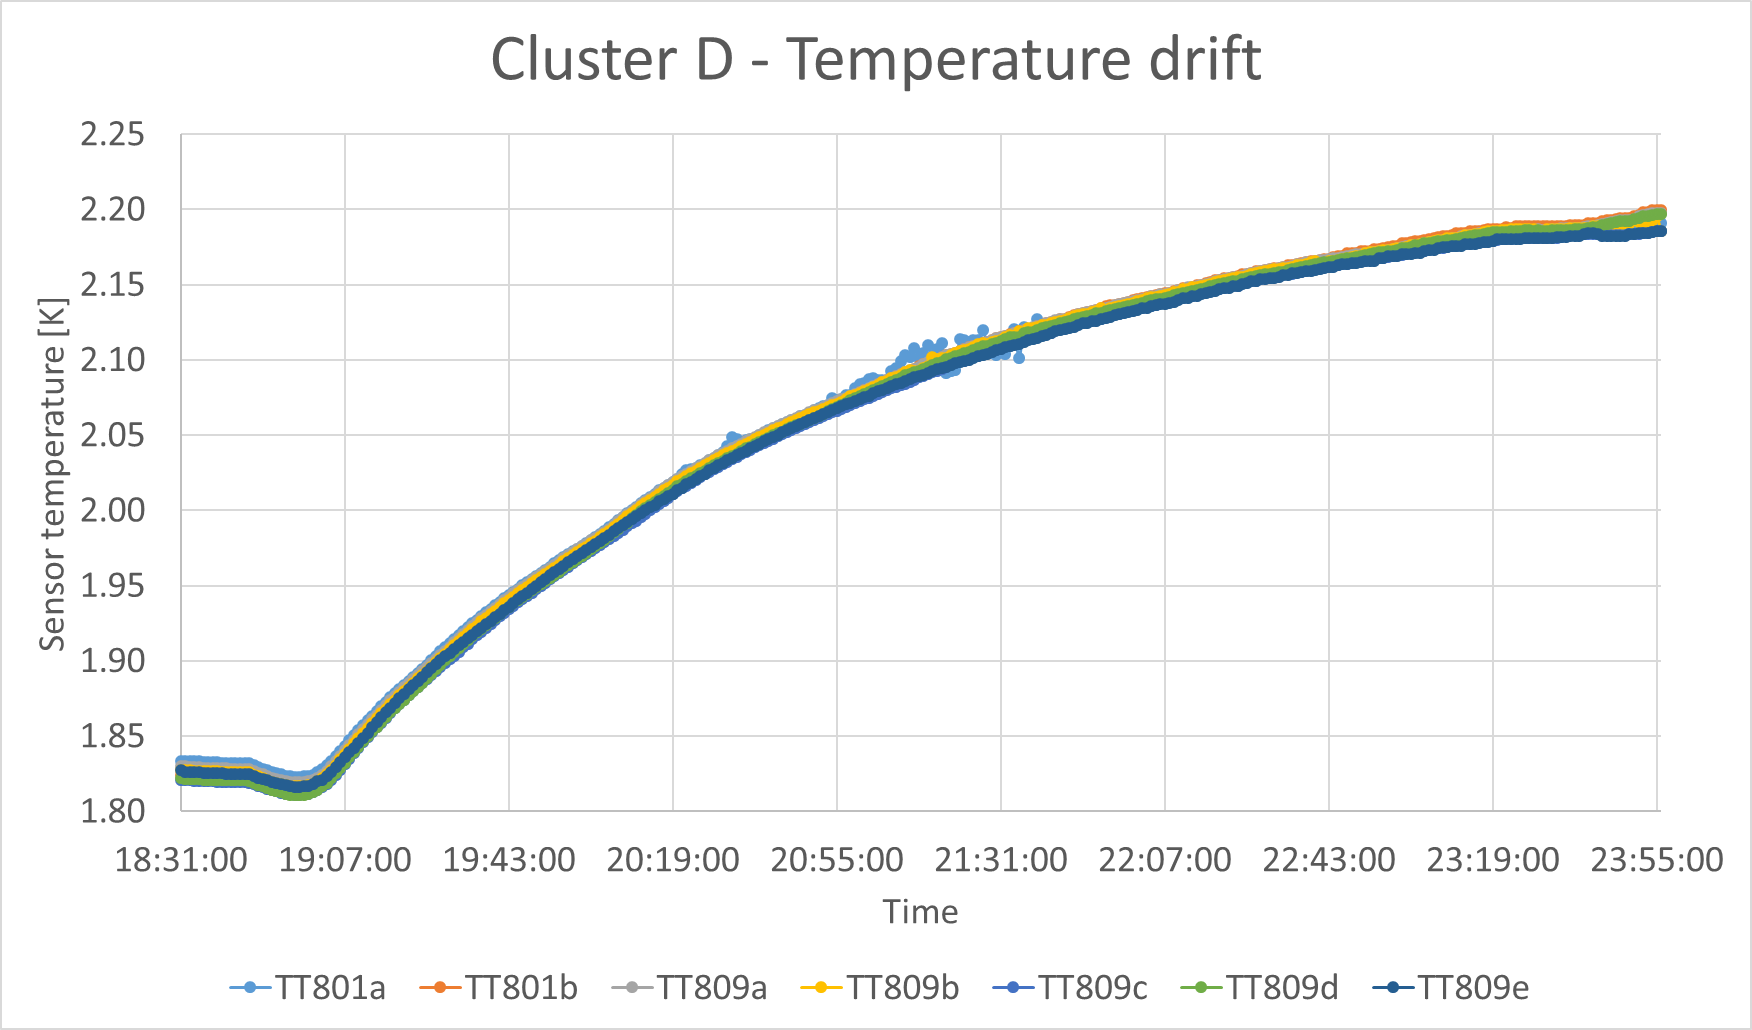 Cluster D - Temperature drift
2.25
2.20
2.15
2.10
2.05
2.00
1.95
1.90
1.85
1.80
Sensor temperature [K]
18:31:00 19:07:00 19:43:00 20:19:00 20:55:00 21:31:00 22:07:00 22:43:00 23:19:00 23:55:00
Time
TT801a TT801b TT809a TT809b TT809c TT809d TT809e